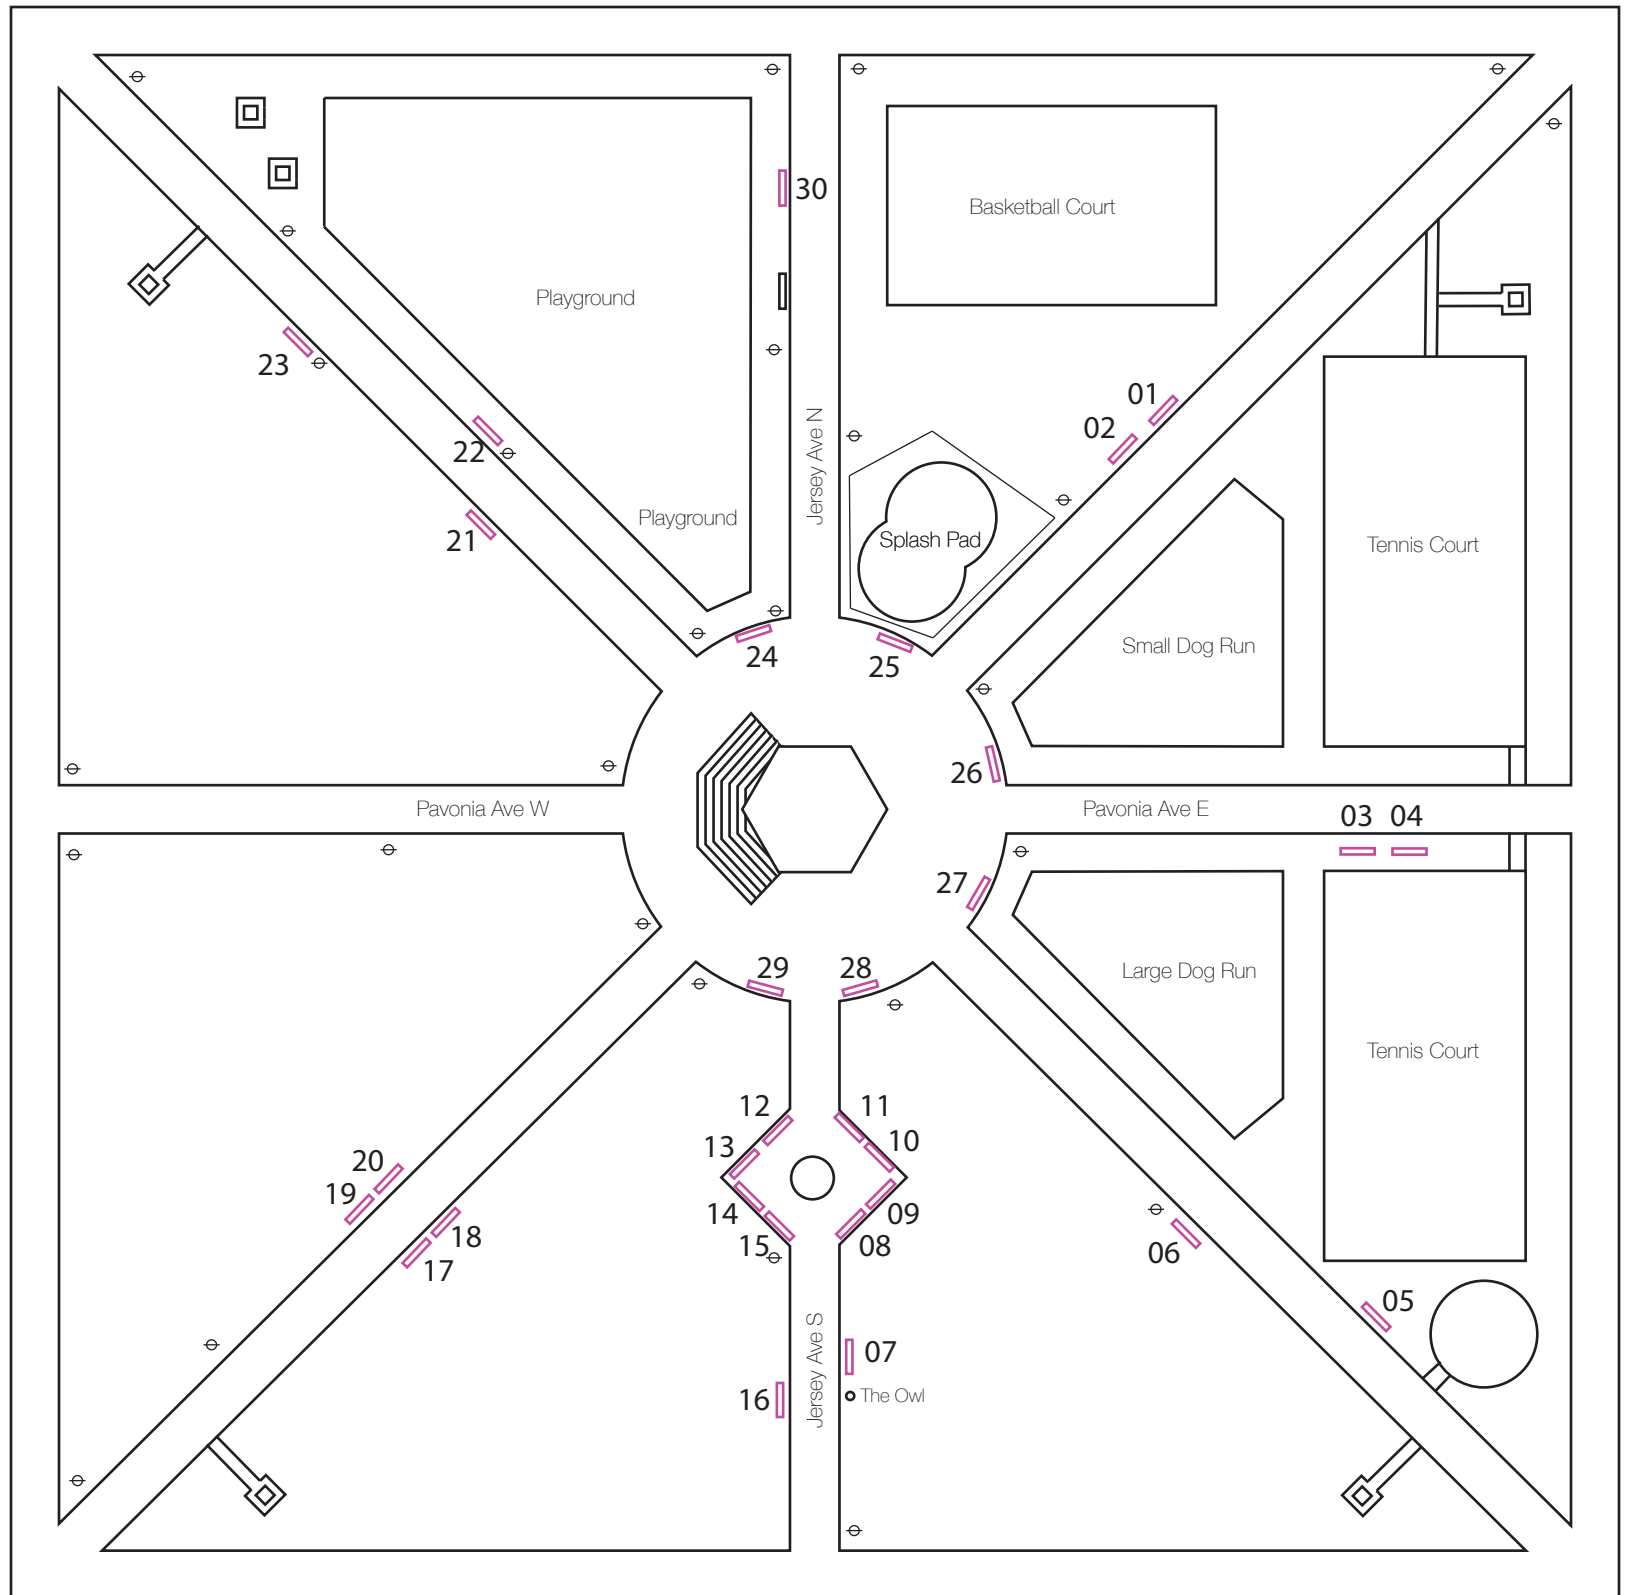 30
Basketball Court
Playground
23
01
02
22
Jersey Ave N
Playground
21
Splash Pad
Tennis Court
24
25
Small Dog Run
26
Pavonia Ave W
Pavonia Ave E
03
04
27
29
28
Large Dog Run
Tennis Court
12
11
13
10
20
19
14
09
18
15
08
17
06
05
07
16
Jersey Ave S
The Owl